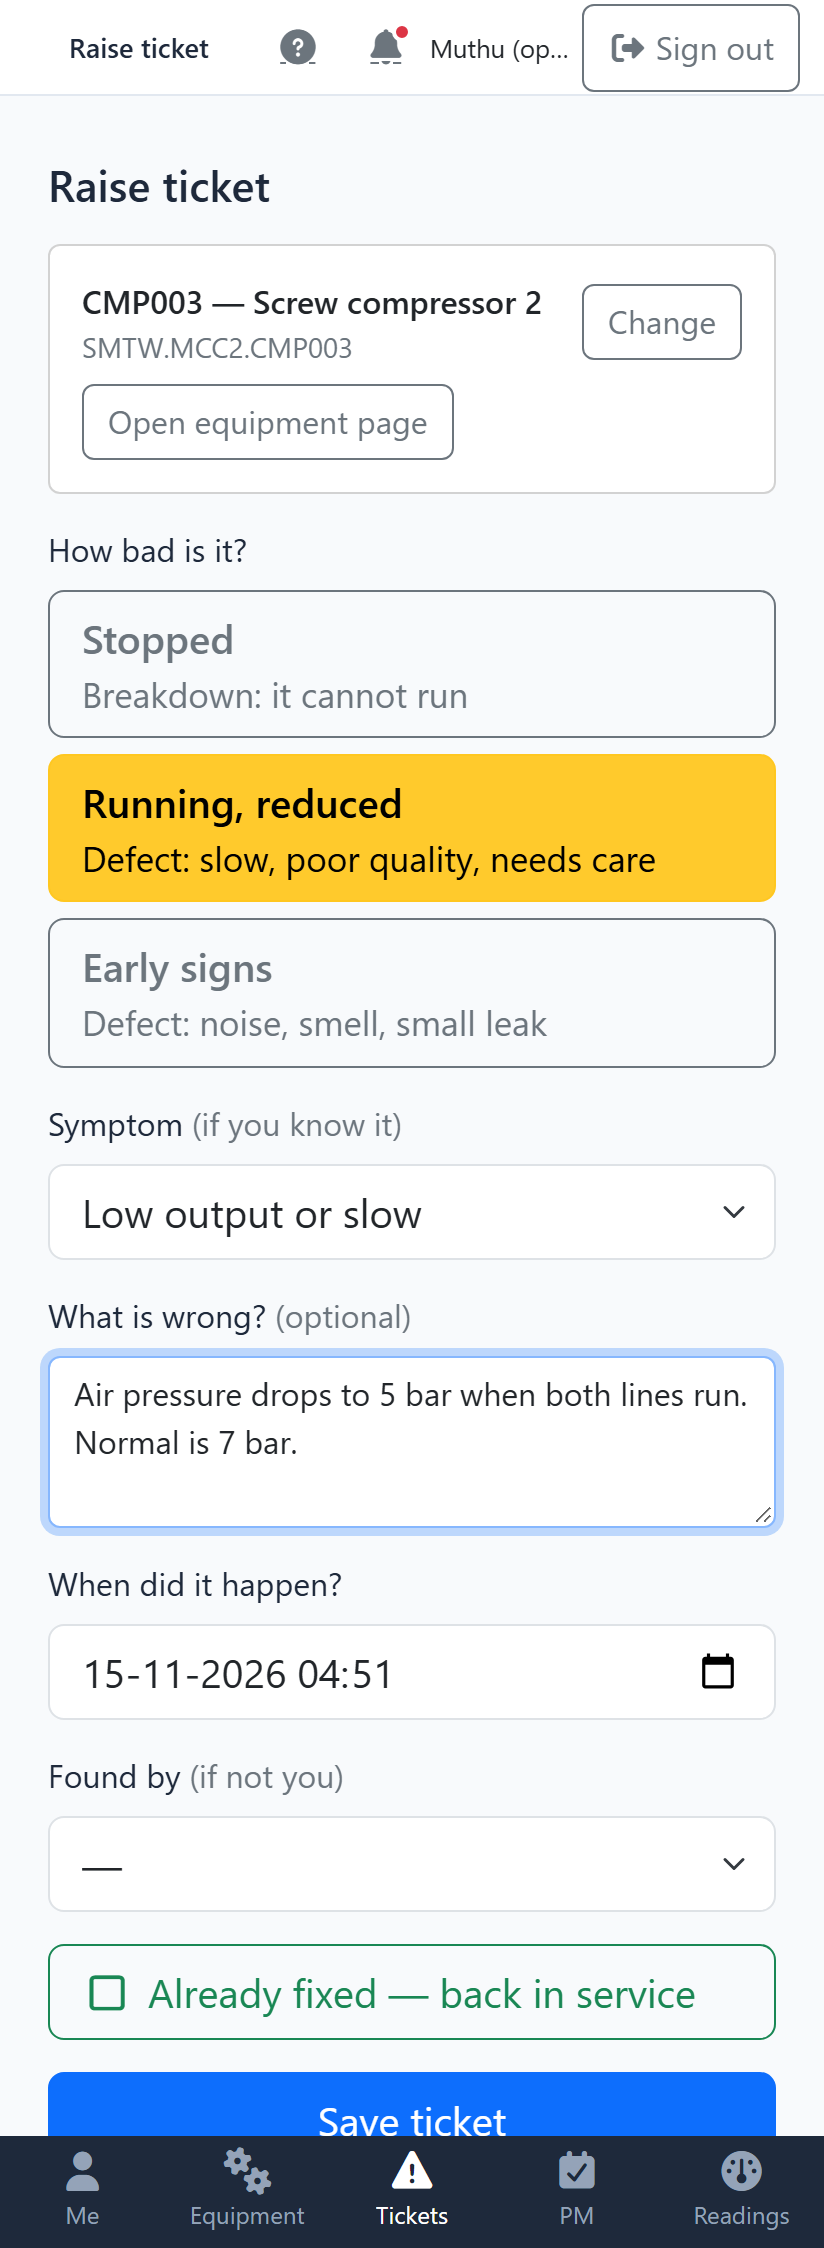 Raise ticket
Muthu (op...
Sign out
Raise ticket
CMP003 — Screw compressor 2
SMTW.MCC2.CMP003
Change
Open equipment page
How bad is it?
Stopped
Breakdown: it cannot run
Running, reduced
Defect: slow, poor quality, needs care
Early signs
Defect: noise, smell, small leak
Symptom (if you know it)
Low output or slow
What is wrong? (optional)
Air pressure drops to 5 bar when both lines run.
Normal is 7 bar.
When did it happen?
15-11-2026 04:51
Found by (if not you)
—
Already fixed — back in service
Save ticket
Me
Equipment
Tickets
PM
Readings